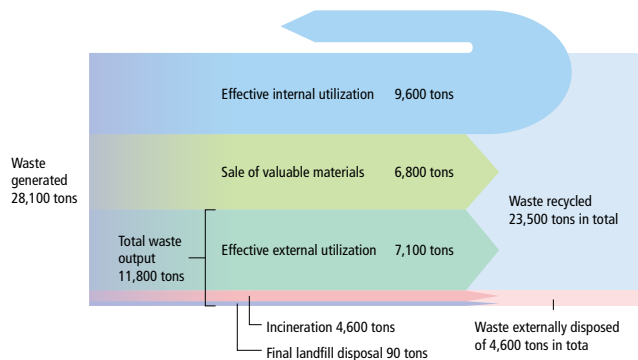 Effective internal utilization 9,600 tons
Waste
generated
28,100 tons
Sale of valuable materials 6,800 tons
Waste recycled
23,500 tons in total
Total waste
output
11,800 tons
Effective external utilization 7,100 tons
Incineration 4,600 tons
Final landfill disposal 90 tons
Waste externally disposed
of 4,600 tons in tota